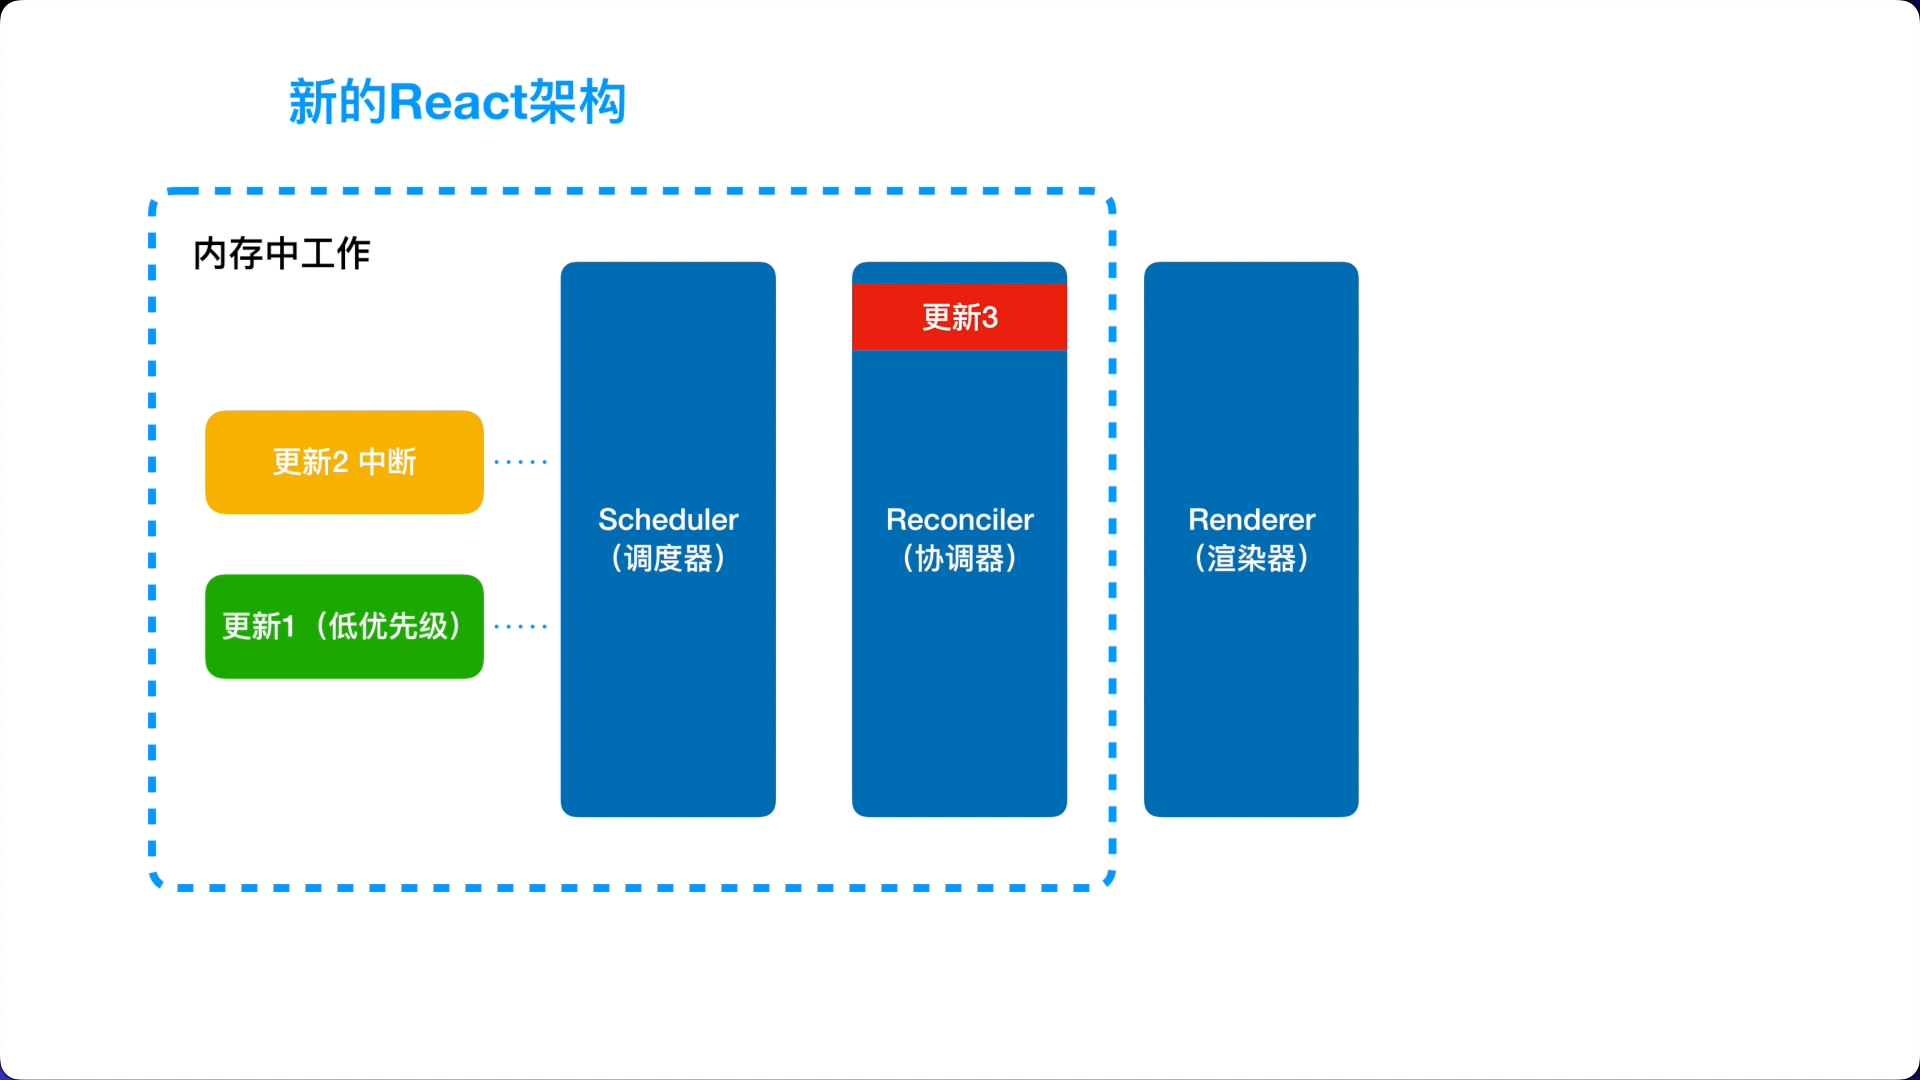 新的React架构
内存中工作
更新3
更新2 中断
更新1（低优先级）
Scheduler
（调度器）
Reconciler
（协调器）
Renderer
（渲染器）